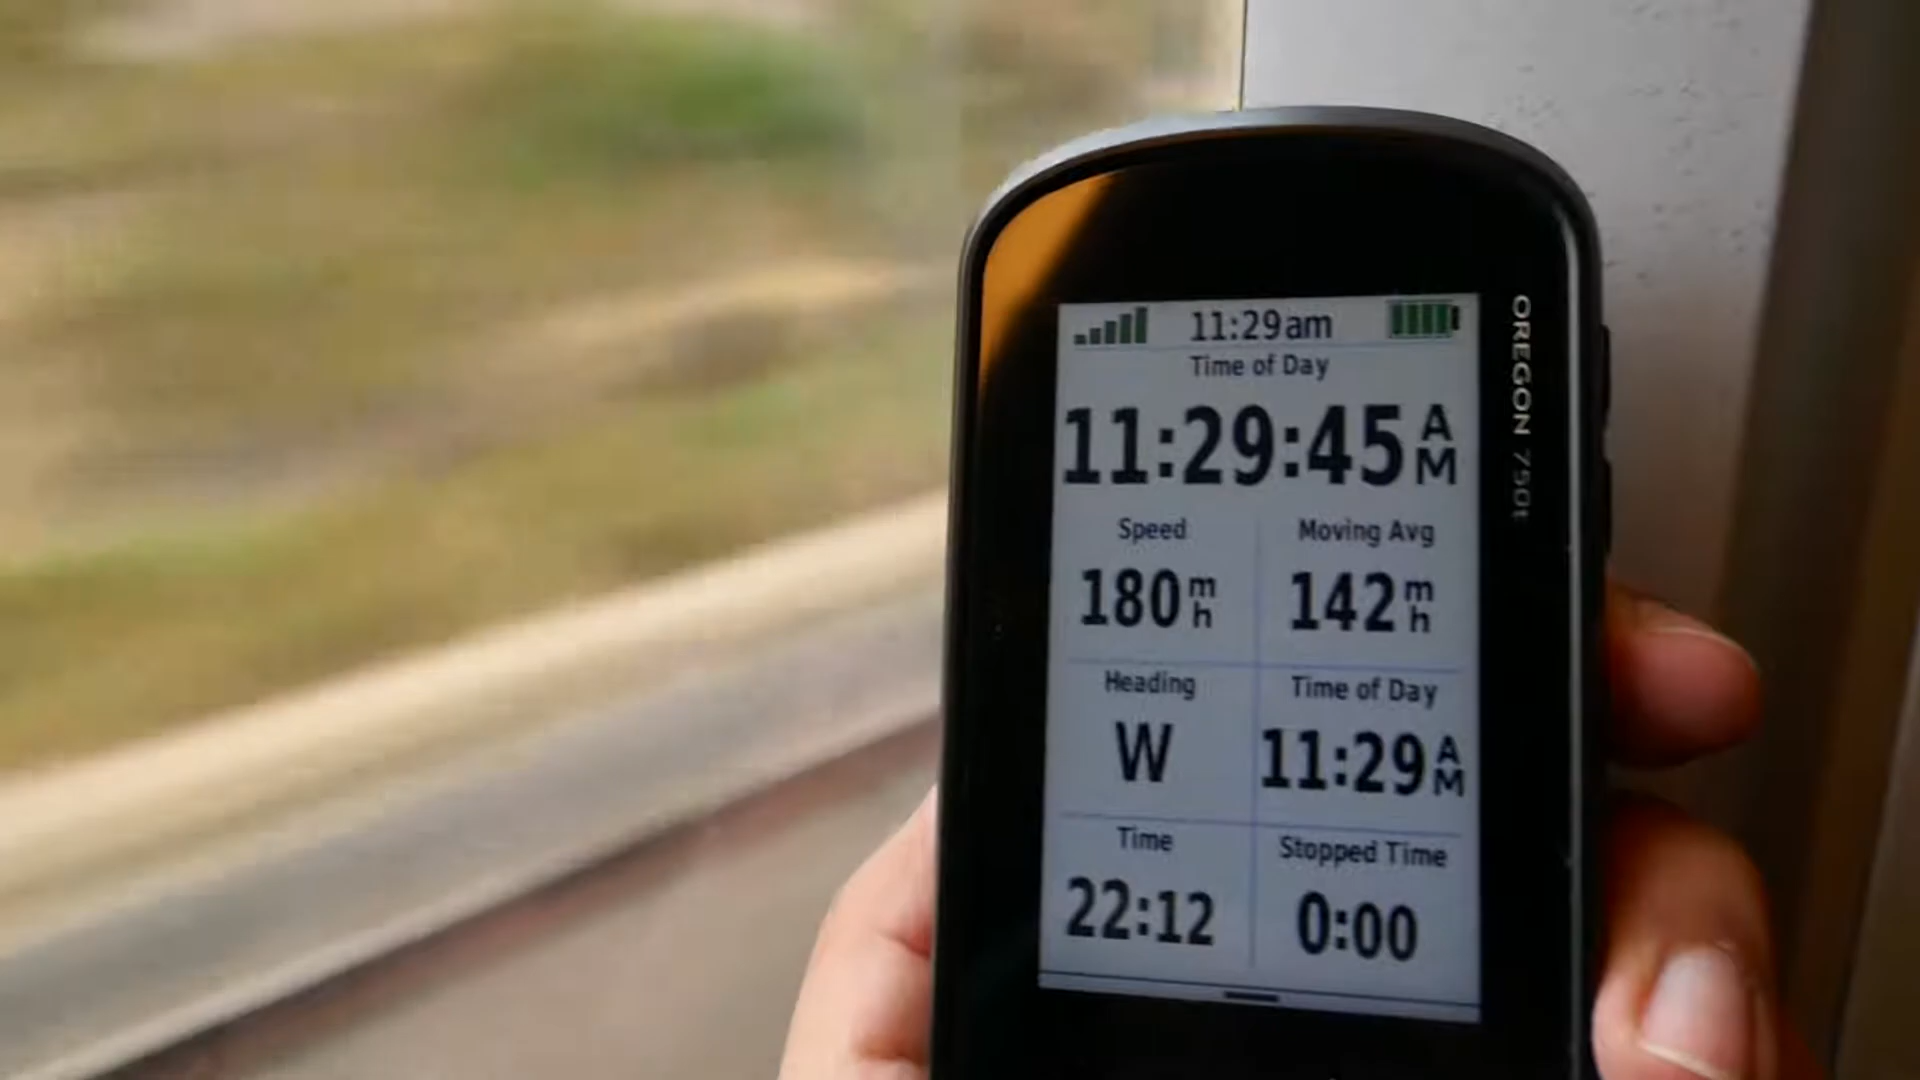 11:29am
Time of Day
11:29:45 AM
Speed Moving Avg
180 mh 142 mh
Heading Time of Day
W 11:29 AM
Time Stopped Time
22:12 0:00
OREGON 750t